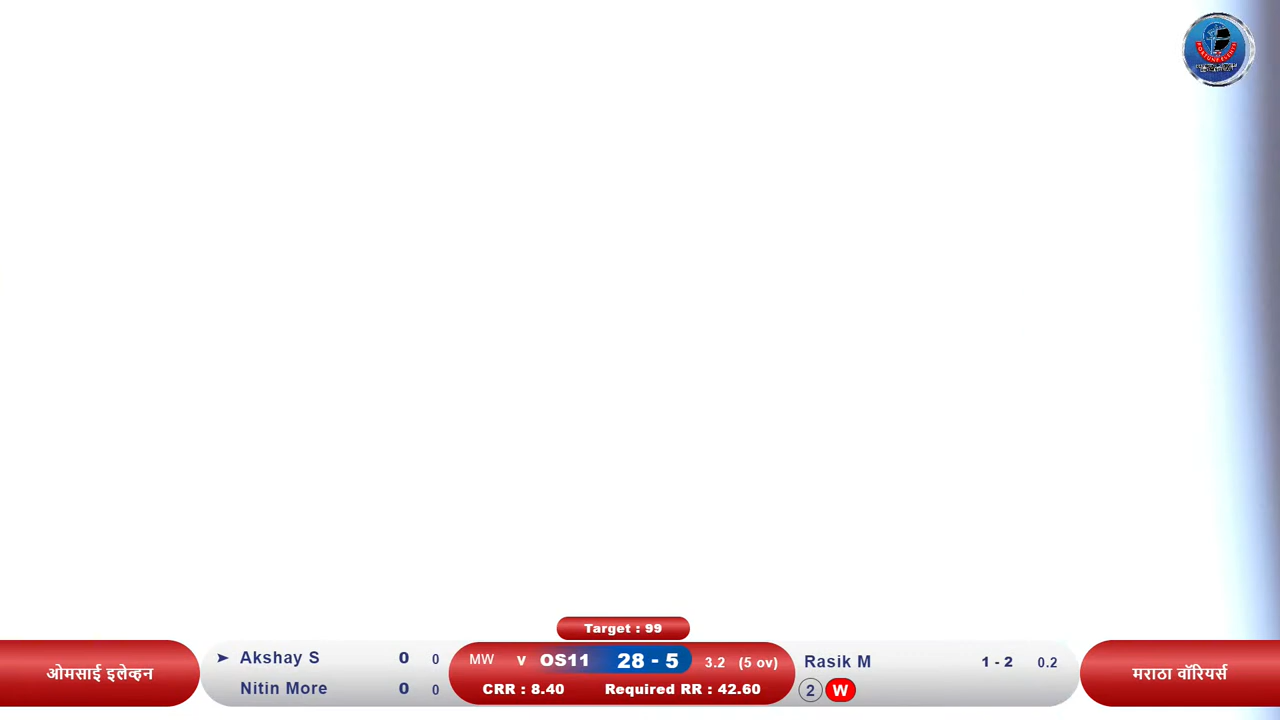 Target : 99
ओमसाई इलेव्हन
➤ Akshay S 0 0
Nitin More 0 0
MW v OS11 28 - 5 3.2 (5 ov)
CRR : 8.40 Required RR : 42.60
Rasik M 1 - 2 0.2
2 W
मराठा वॉरियर्स